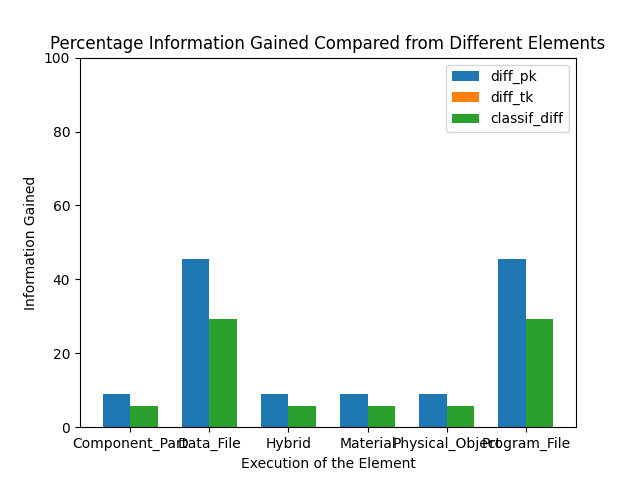 Percentage Information Gained Compared from Different Elements
100
80
60
40
20
0
Information Gained
diff_pk
diff_tk
classif_diff
Component_Part
Data_File
Hybrid
Material
Physical_Object
Program_File
Execution of the Element